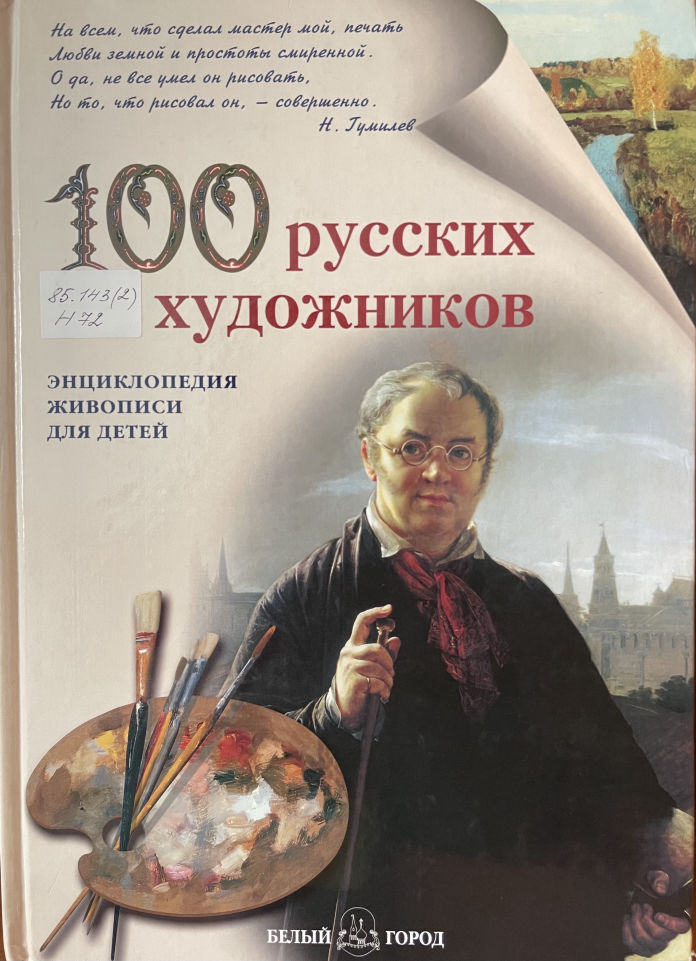 На всем, что сделал мастер мой, печать
Любви земной и простоты смиренной.
О да, не все умел он рисовать,
Но то, что рисовал он, – совершенно.
Н. Гумилев
100 русских
художников
85.143(2)
Н 72
ЭНЦИКЛОПЕДИЯ
ЖИВОПИСИ
ДЛЯ ДЕТЕЙ
БЕЛЫЙ ГОРОД